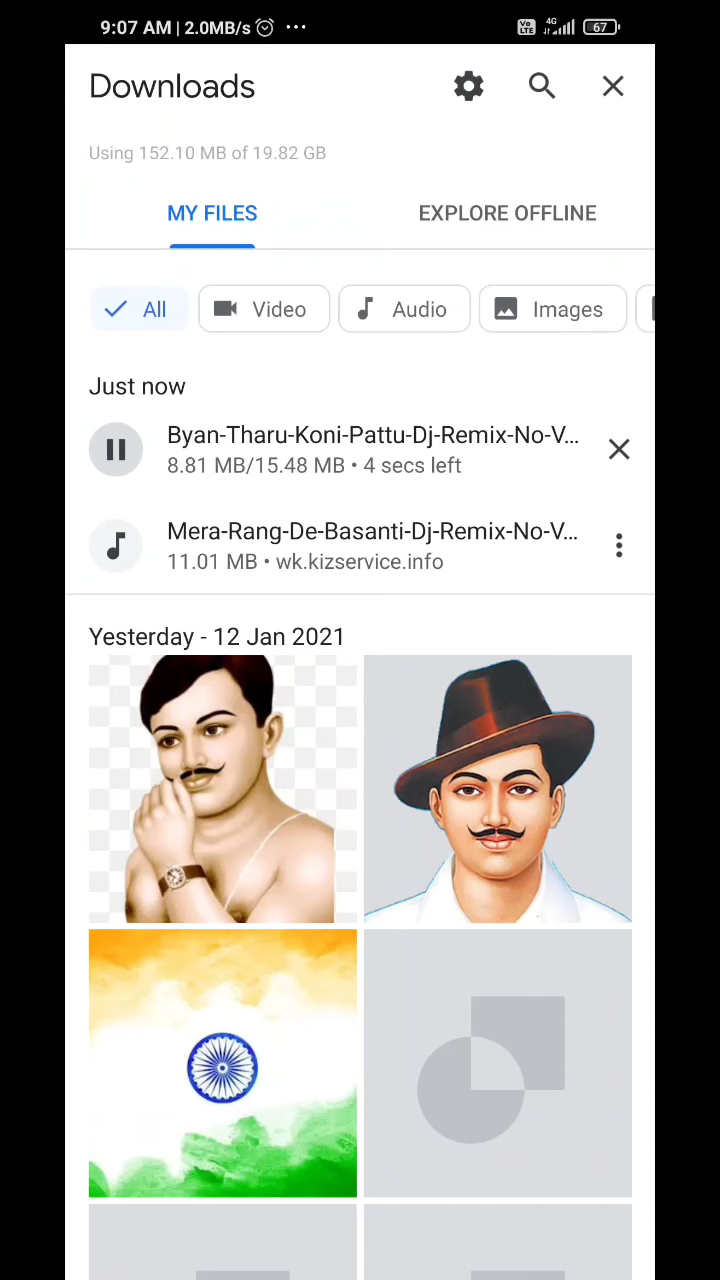 9:07 AM | 2.0MB/s ...
Vo LTE 4G 67
Downloads
Using 152.10 MB of 19.82 GB
MY FILES EXPLORE OFFLINE
All Video Audio Images
Just now
Byan-Tharu-Koni-Pattu-Dj-Remix-No-V...
8.81 MB/15.48 MB • 4 secs left
Mera-Rang-De-Basanti-Dj-Remix-No-V...
11.01 MB • wk.kizservice.info
Yesterday - 12 Jan 2021